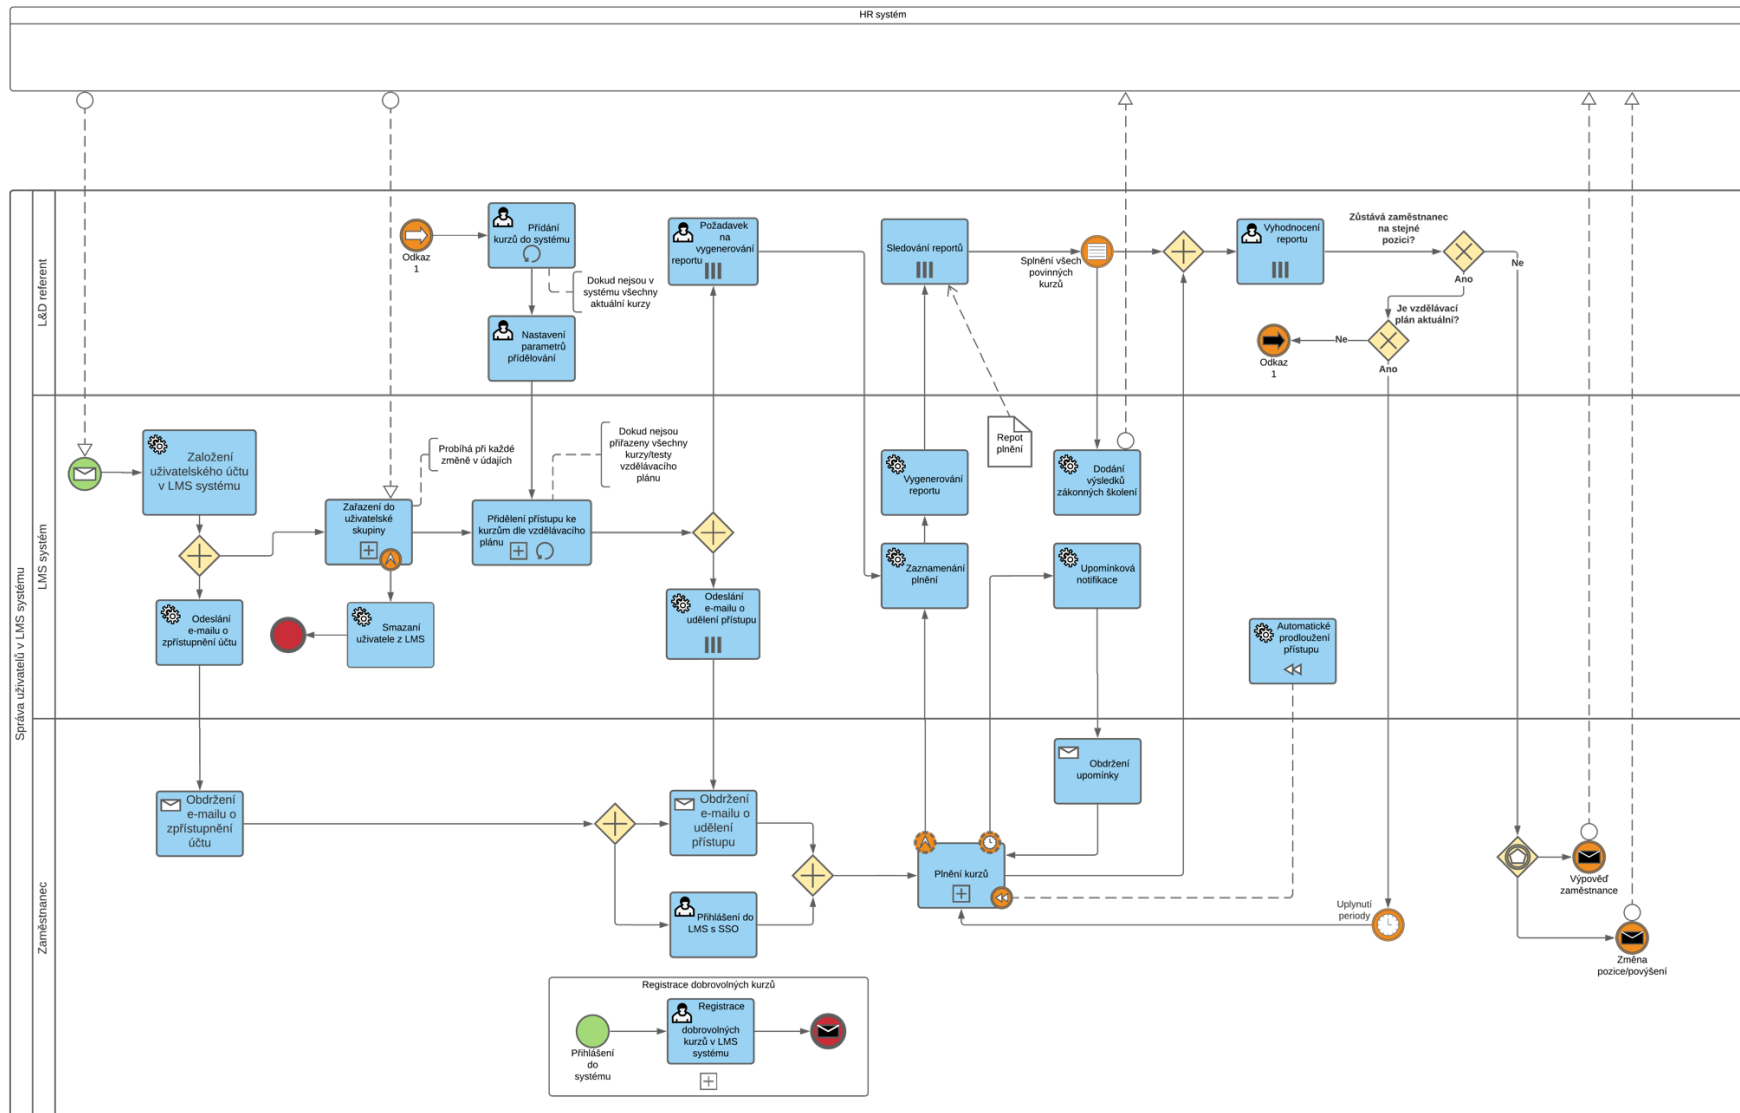 HR systém
Správa uživatelů v LMS systému
L&D referent
Odkaz
1
Přídání
kurzů do systému
Dokud nejsou v
systému všechny
aktuální kurzy
Nastavení
parametrů
přídělování
Požadavek
na
vygenerování
reportu
Sledování reportů
Splnění všech
povinných
kurzů
Vyhodnocení
reportu
Zůstává zaměstnanec
na stejné
pozici?
Ne
Ano
Je vzdělávací
plán aktuální?
Ne
Odkaz
1
Ano
LMS systém
Založení
uživatelského účtu
v LMS systému
Odeslání
e-mailu o
zpřístupnění účtu
Zařazení do
uživatelské
skupiny
Probíhá při každé
změně v údajích
Smazaní
uživatele z LMS
Přidělení přístupu ke
kurzům dle vzdělávacího
plánu
Dokud nejsou
přiřazeny všechny
kurzy/testy
vzdělávacího
plánu
Odeslání
e-mailu o
udělení přístupu
Vygenerování
reportu
Zaznamenání
plnění
Repot
plnění
Dodání
výsledků
zákonných školení
Upomínková
notifikace
Automatické
prodloužení
přístupu
Zaměstnanec
Obdržení
e-mailu o
zpřístupnění
účtu
Obdržení
e-mailu o
udělení
přístupu
Přihlášení do
LMS s SSO
Plnění kurzů
Obdržení
upomínky
Uplynutí
periody
Výpověď
zaměstnance
Změna
pozice/povýšení
Registrace dobrovolných kurzů
Přihlášení
do
systému
Registrace
dobrovolných
kurzů v LMS
systému